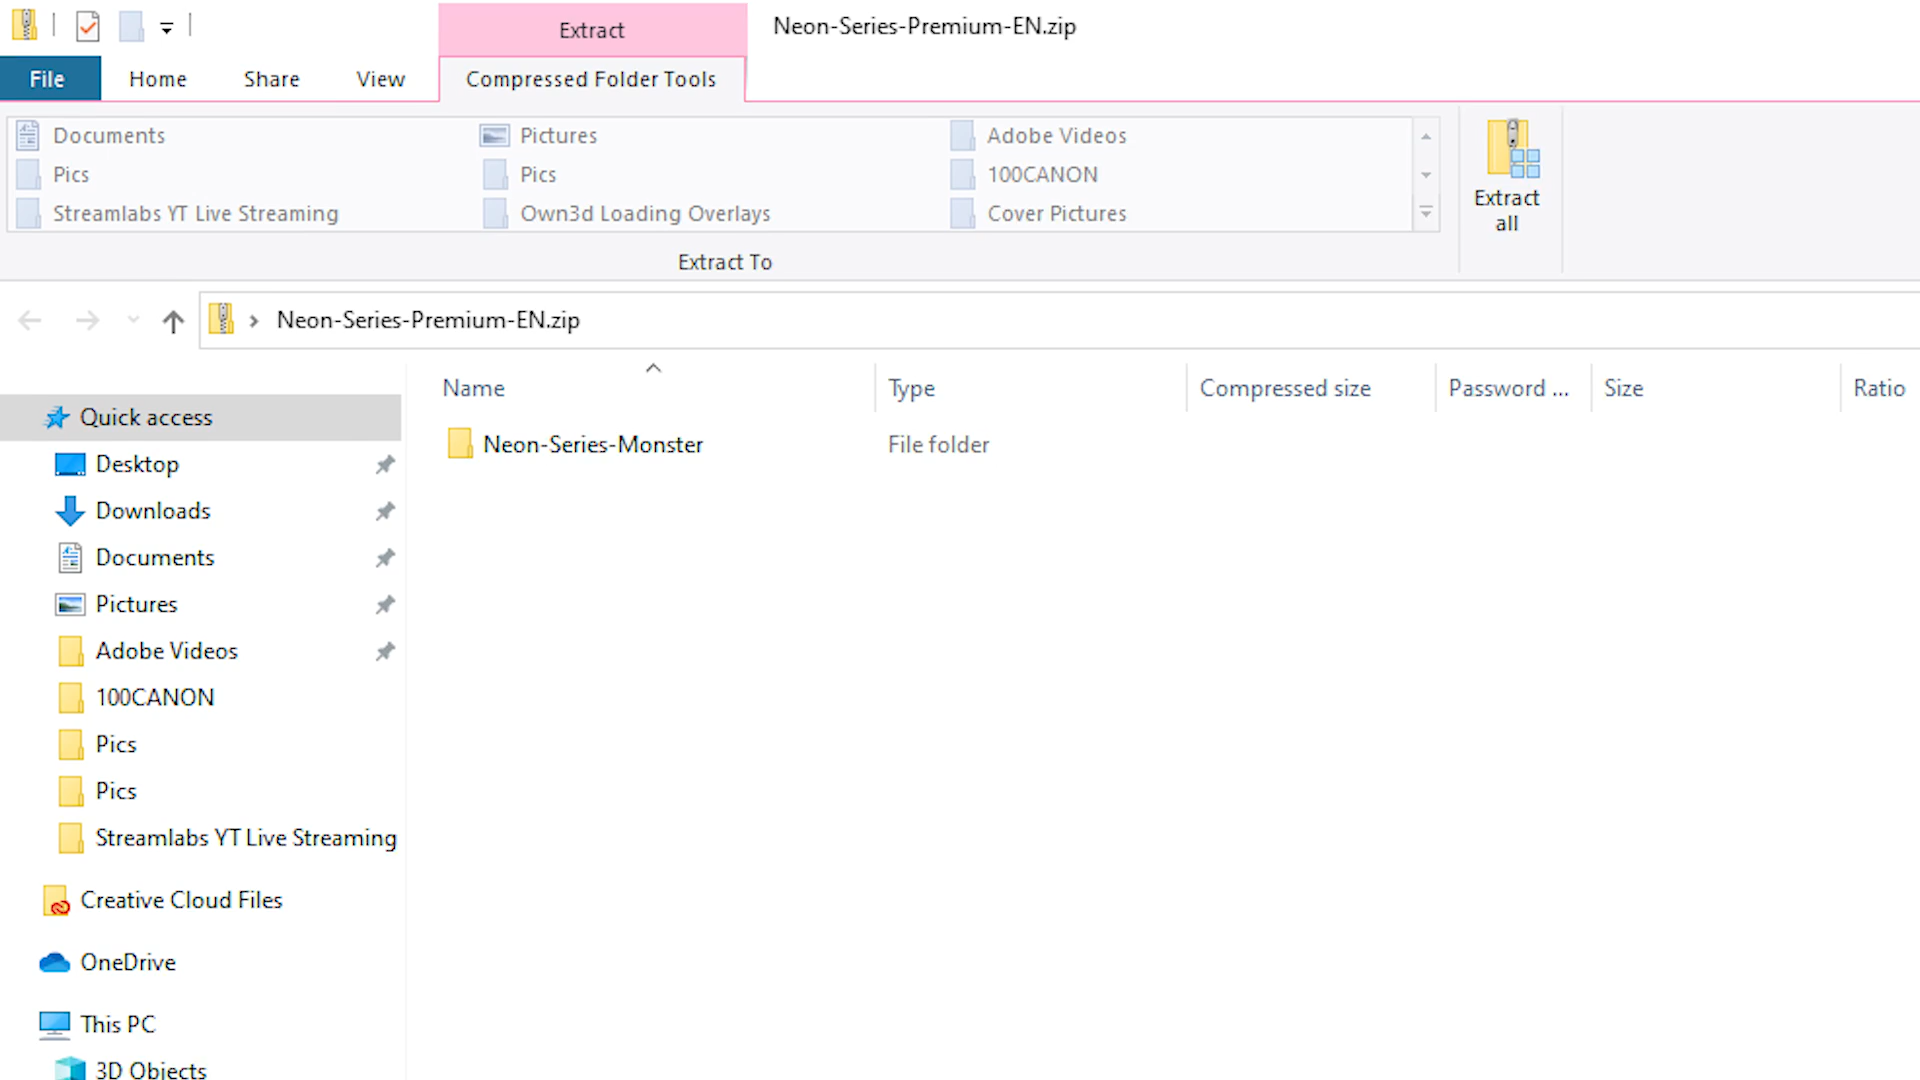 Extract
Neon-Series-Premium-EN.zip
File
Home
Share
View
Compressed Folder Tools
Documents
Pictures
Adobe Videos
Pics
Pics
100CANON
Streamlabs YT Live Streaming
Own3d Loading Overlays
Cover Pictures
Extract
all
Extract To
Neon-Series-Premium-EN.zip
Name
Type
Compressed size
Password ...
Size
Ratio
Neon-Series-Monster
File folder
Quick access
Desktop
Downloads
Documents
Pictures
Adobe Videos
100CANON
Pics
Pics
Streamlabs YT Live Streaming
Creative Cloud Files
OneDrive
This PC
3D Objects